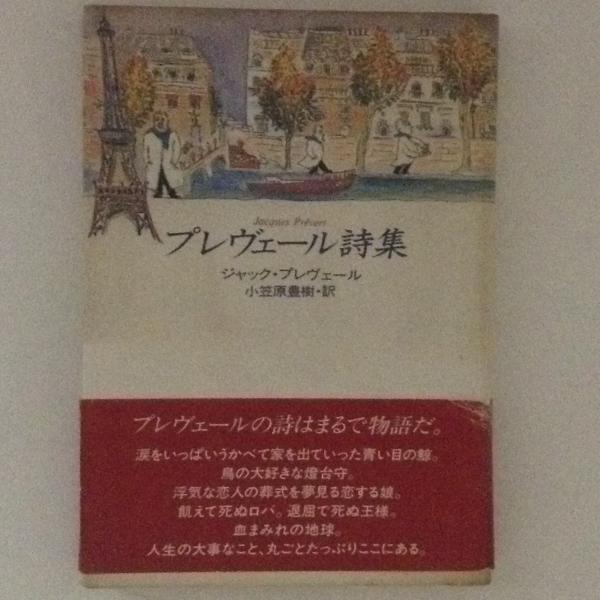 Jacques Prévert
プレヴェール詩集
ジャック・プレヴェール
小笠原豊樹・訳
プレヴェールの詩はまるで物語だ。
涙をいっぱいうかべて家を出ていった青い目の鯨。
鳥の大好きな燈台守。
浮気な恋人の葬式を夢見る恋する娘。
飢えて死ぬロバ。退屈で死ぬ王様。
血まみれの地球。
人生の大事なこと、丸ごとたっぷりここにある。